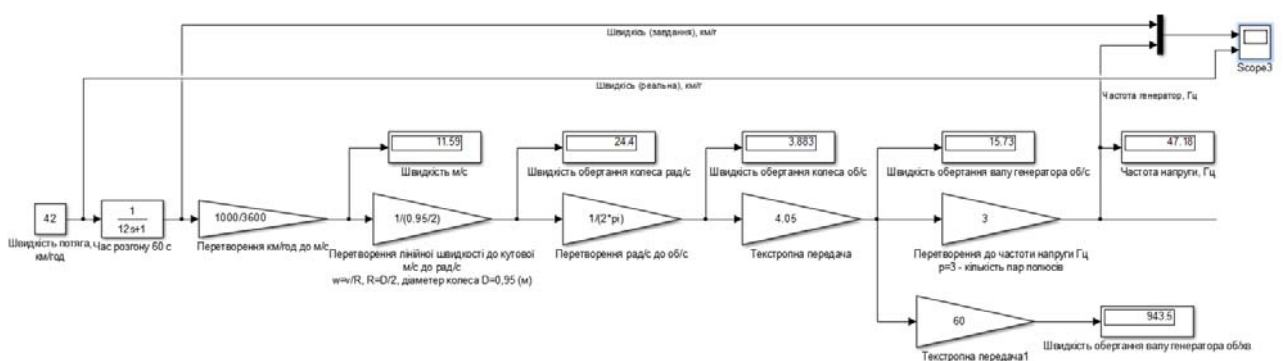 Швидкість (завдання), км/г
Scope3
Швидкість (реальна), км/г
Частота генератор, Гц
11.59
Швидкість м/с
24.4
Швидкість обертання колеса рад/с
3.883
Швидкість обертання колеса об/с
15.73
Швидкість обертання валу генератора об/с
47.18
Частота напруги, Гц
42
Швидкість потяга,
км/год
1
12s+1
Час розгону 60 с
1000/3600
Перетворення км/год до м/с
1/(0.95/2)
Перетворення лінійної швидкості до кутової
м/с до рад/с
w=v/R, R=D/2, діаметер колеса D=0,95 (м)
1/(2*pi)
Перетворення рад/с до об/с
4.05
Текстропна передача
3
Перетворення до частоти напруги Гц
p=3 - кількість пар полюсів
60
Текстропна передача1
943.5
Швидкість обертання валу генератора об/хв